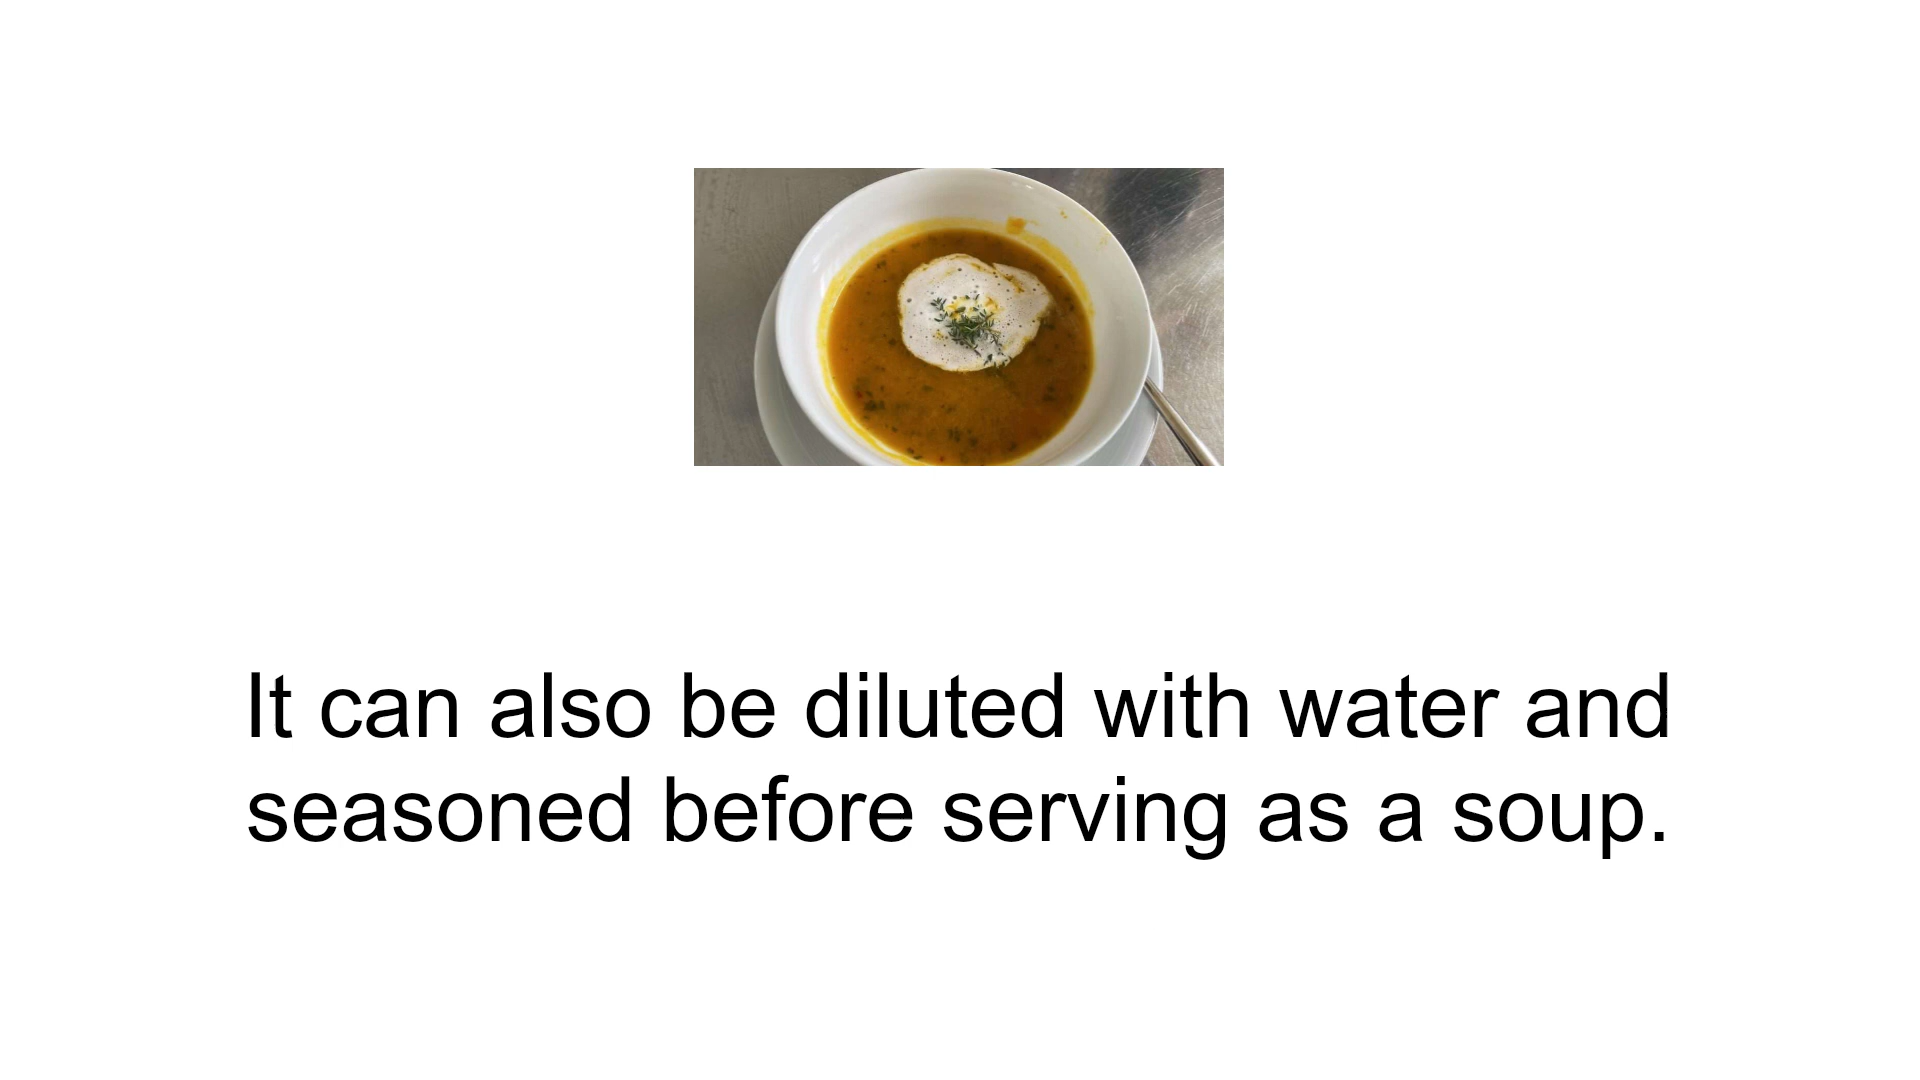 It can also be diluted with water and
seasoned before serving as a soup.